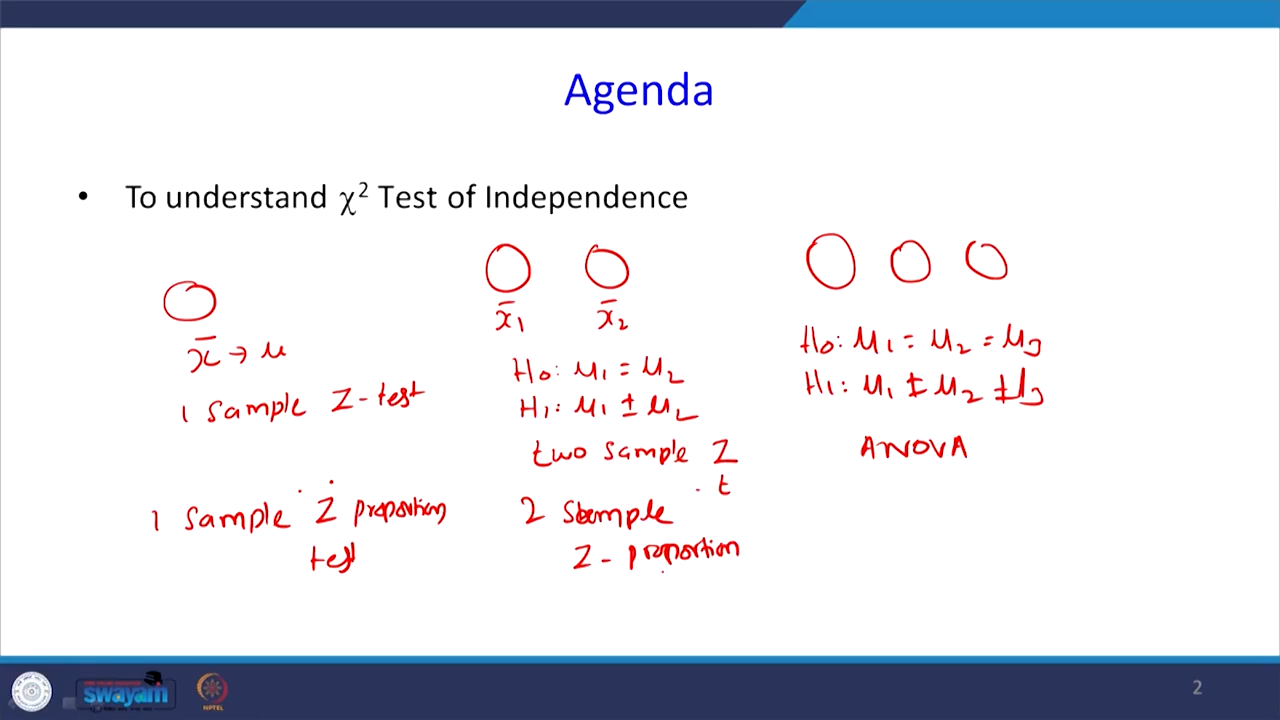 Agenda
• To understand χ² Test of Independence
x̄ → μ
1 sample Z-test
1 sample Z proportion
test
x̄₁ x̄₂
H₀: μ₁ = μ₂
H₁: μ₁ ± μ₂
two sample Z
t
2 sample
Z - proportion
H₀: μ₁ = μ₂ = μ₃
H₁: μ₁ ± μ₂ ± μ₃
ANOVA
swayam
NPTEL
2